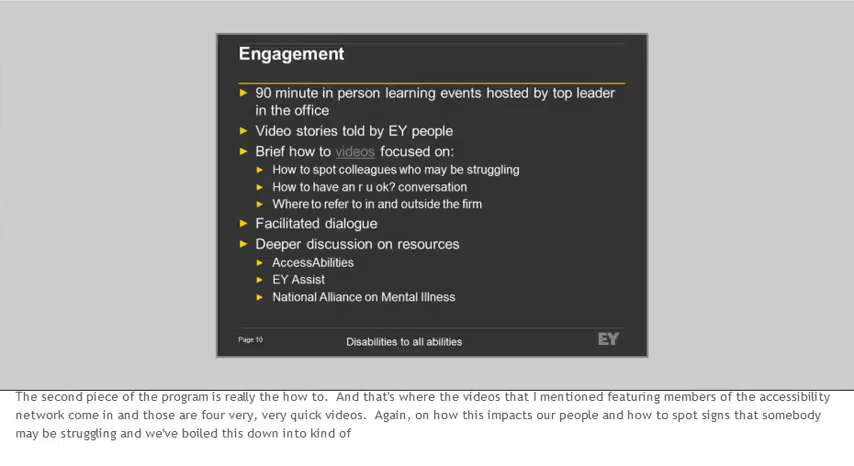 Engagement
90 minute in person learning events hosted by top leader
in the office
Video stories told by EY people
Brief how to videos focused on:
How to spot colleagues who may be struggling
How to have an r u ok? conversation
Where to refer to in and outside the firm
Facilitated dialogue
Deeper discussion on resources
AccessAbilities
EY Assist
National Alliance on Mental Illness
Page 10
Disabilities to all abilities
EY
The second piece of the program is really the how to.  And that's where the videos that I mentioned featuring members of the accessibility
network come in and those are four very, very quick videos.  Again, on how this impacts our people and how to spot signs that somebody
may be struggling and we've boiled this down into kind of